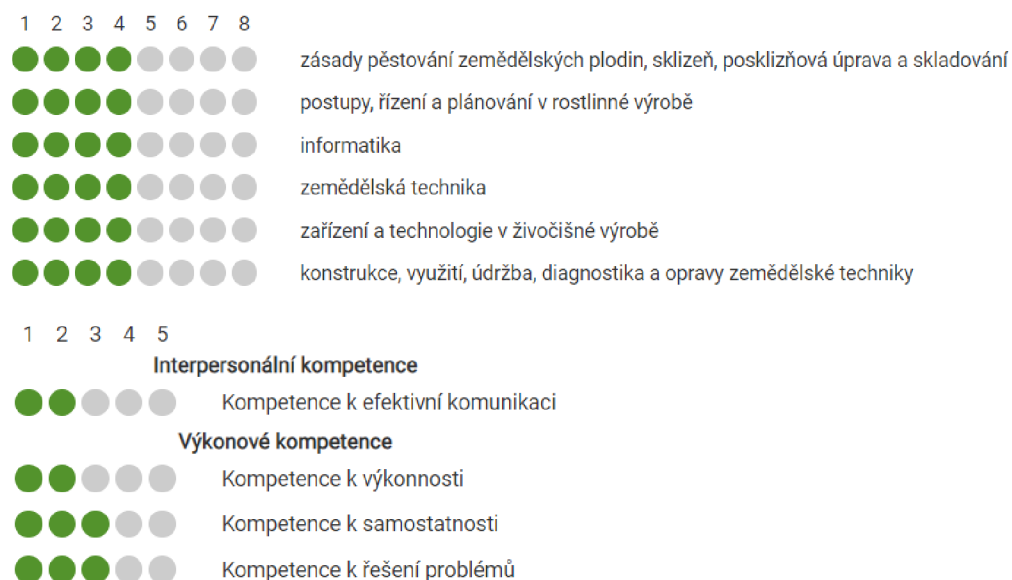 1 2 3 4 5 6 7 8
zásady pěstování zemědělských plodin, sklizeň, posklizňová úprava a skladování
postupy, řízení a plánování v rostlinné výrobě
informatika
zemědělská technika
zařízení a technologie v živočišné výrobě
konstrukce, využití, údržba, diagnostika a opravy zemědělské techniky
1 2 3 4 5
Interpersonální kompetence
Kompetence k efektivní komunikaci
Výkonové kompetence
Kompetence k výkonnosti
Kompetence k samostatnosti
Kompetence k řešení problémů